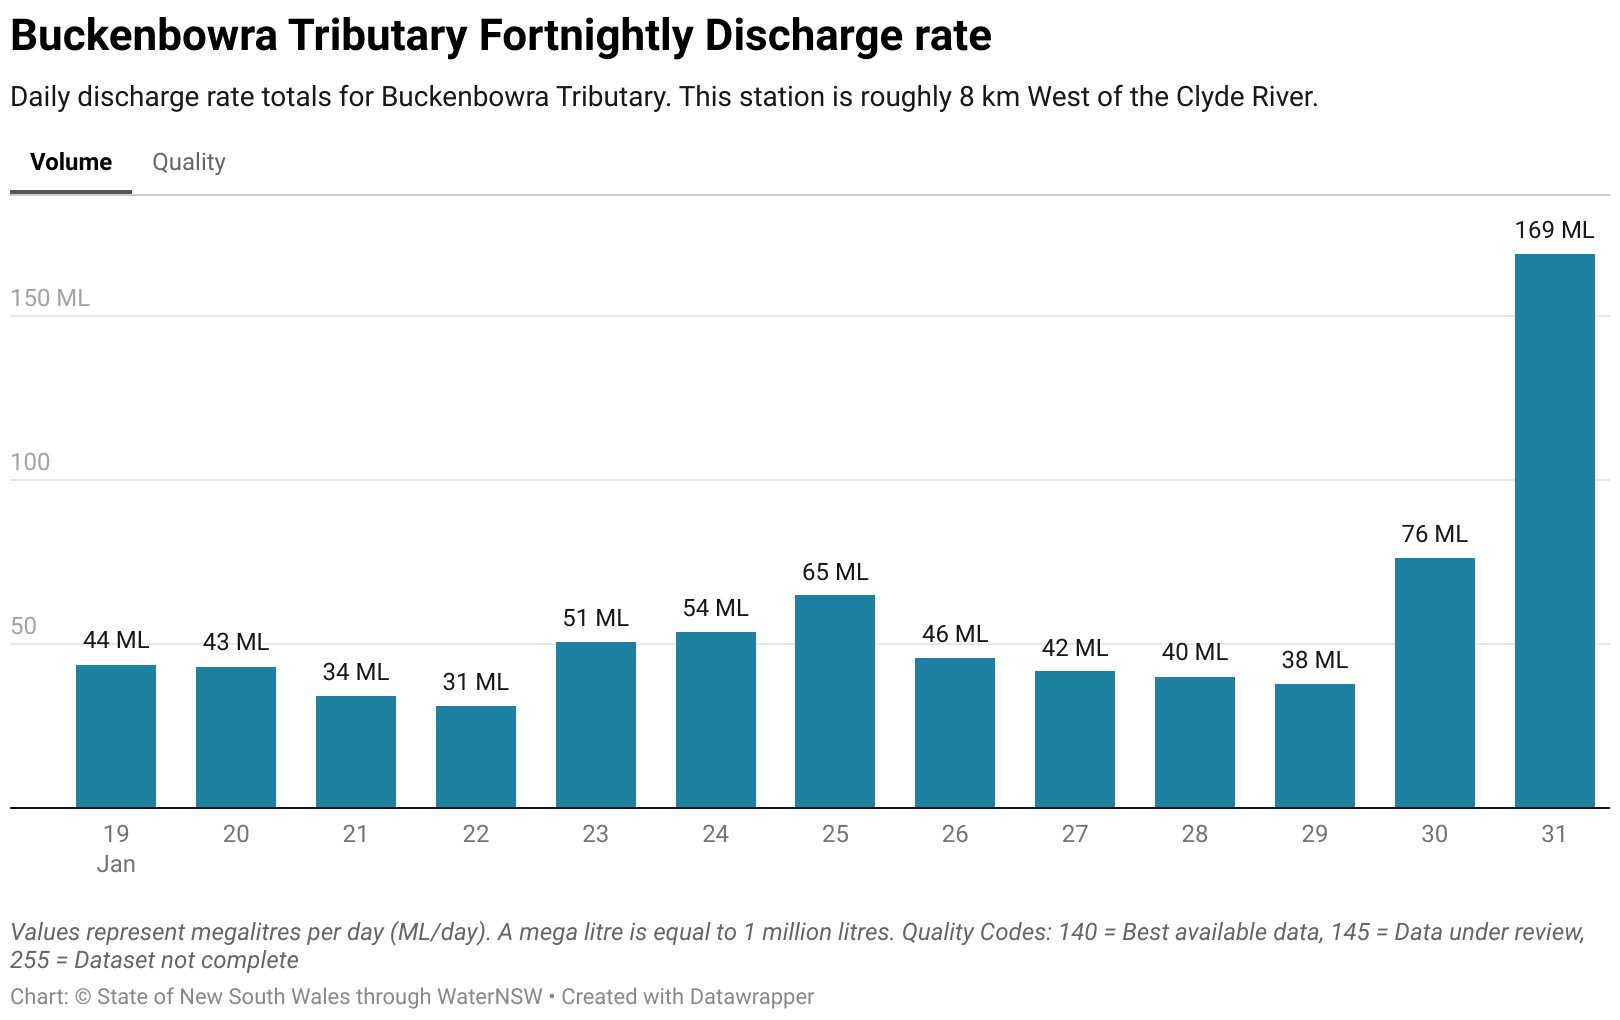 Buckenbowra Tributary Fortnightly Discharge rate
Daily discharge rate totals for Buckenbowra Tributary. This station is roughly 8 km West of the Clyde River.
Volume Quality
169 ML
150 ML
100
76 ML
65 ML
54 ML
51 ML
50
44 ML 43 ML 34 ML 31 ML 46 ML 42 ML 40 ML 38 ML
19 20 21 22 23 24 25 26 27 28 29 30 31
Jan
Values represent megalitres per day (ML/day). A mega litre is equal to 1 million litres. Quality Codes: 140 = Best available data, 145 = Data under review,
255 = Dataset not complete
Chart: © State of New South Wales through WaterNSW • Created with Datawrapper